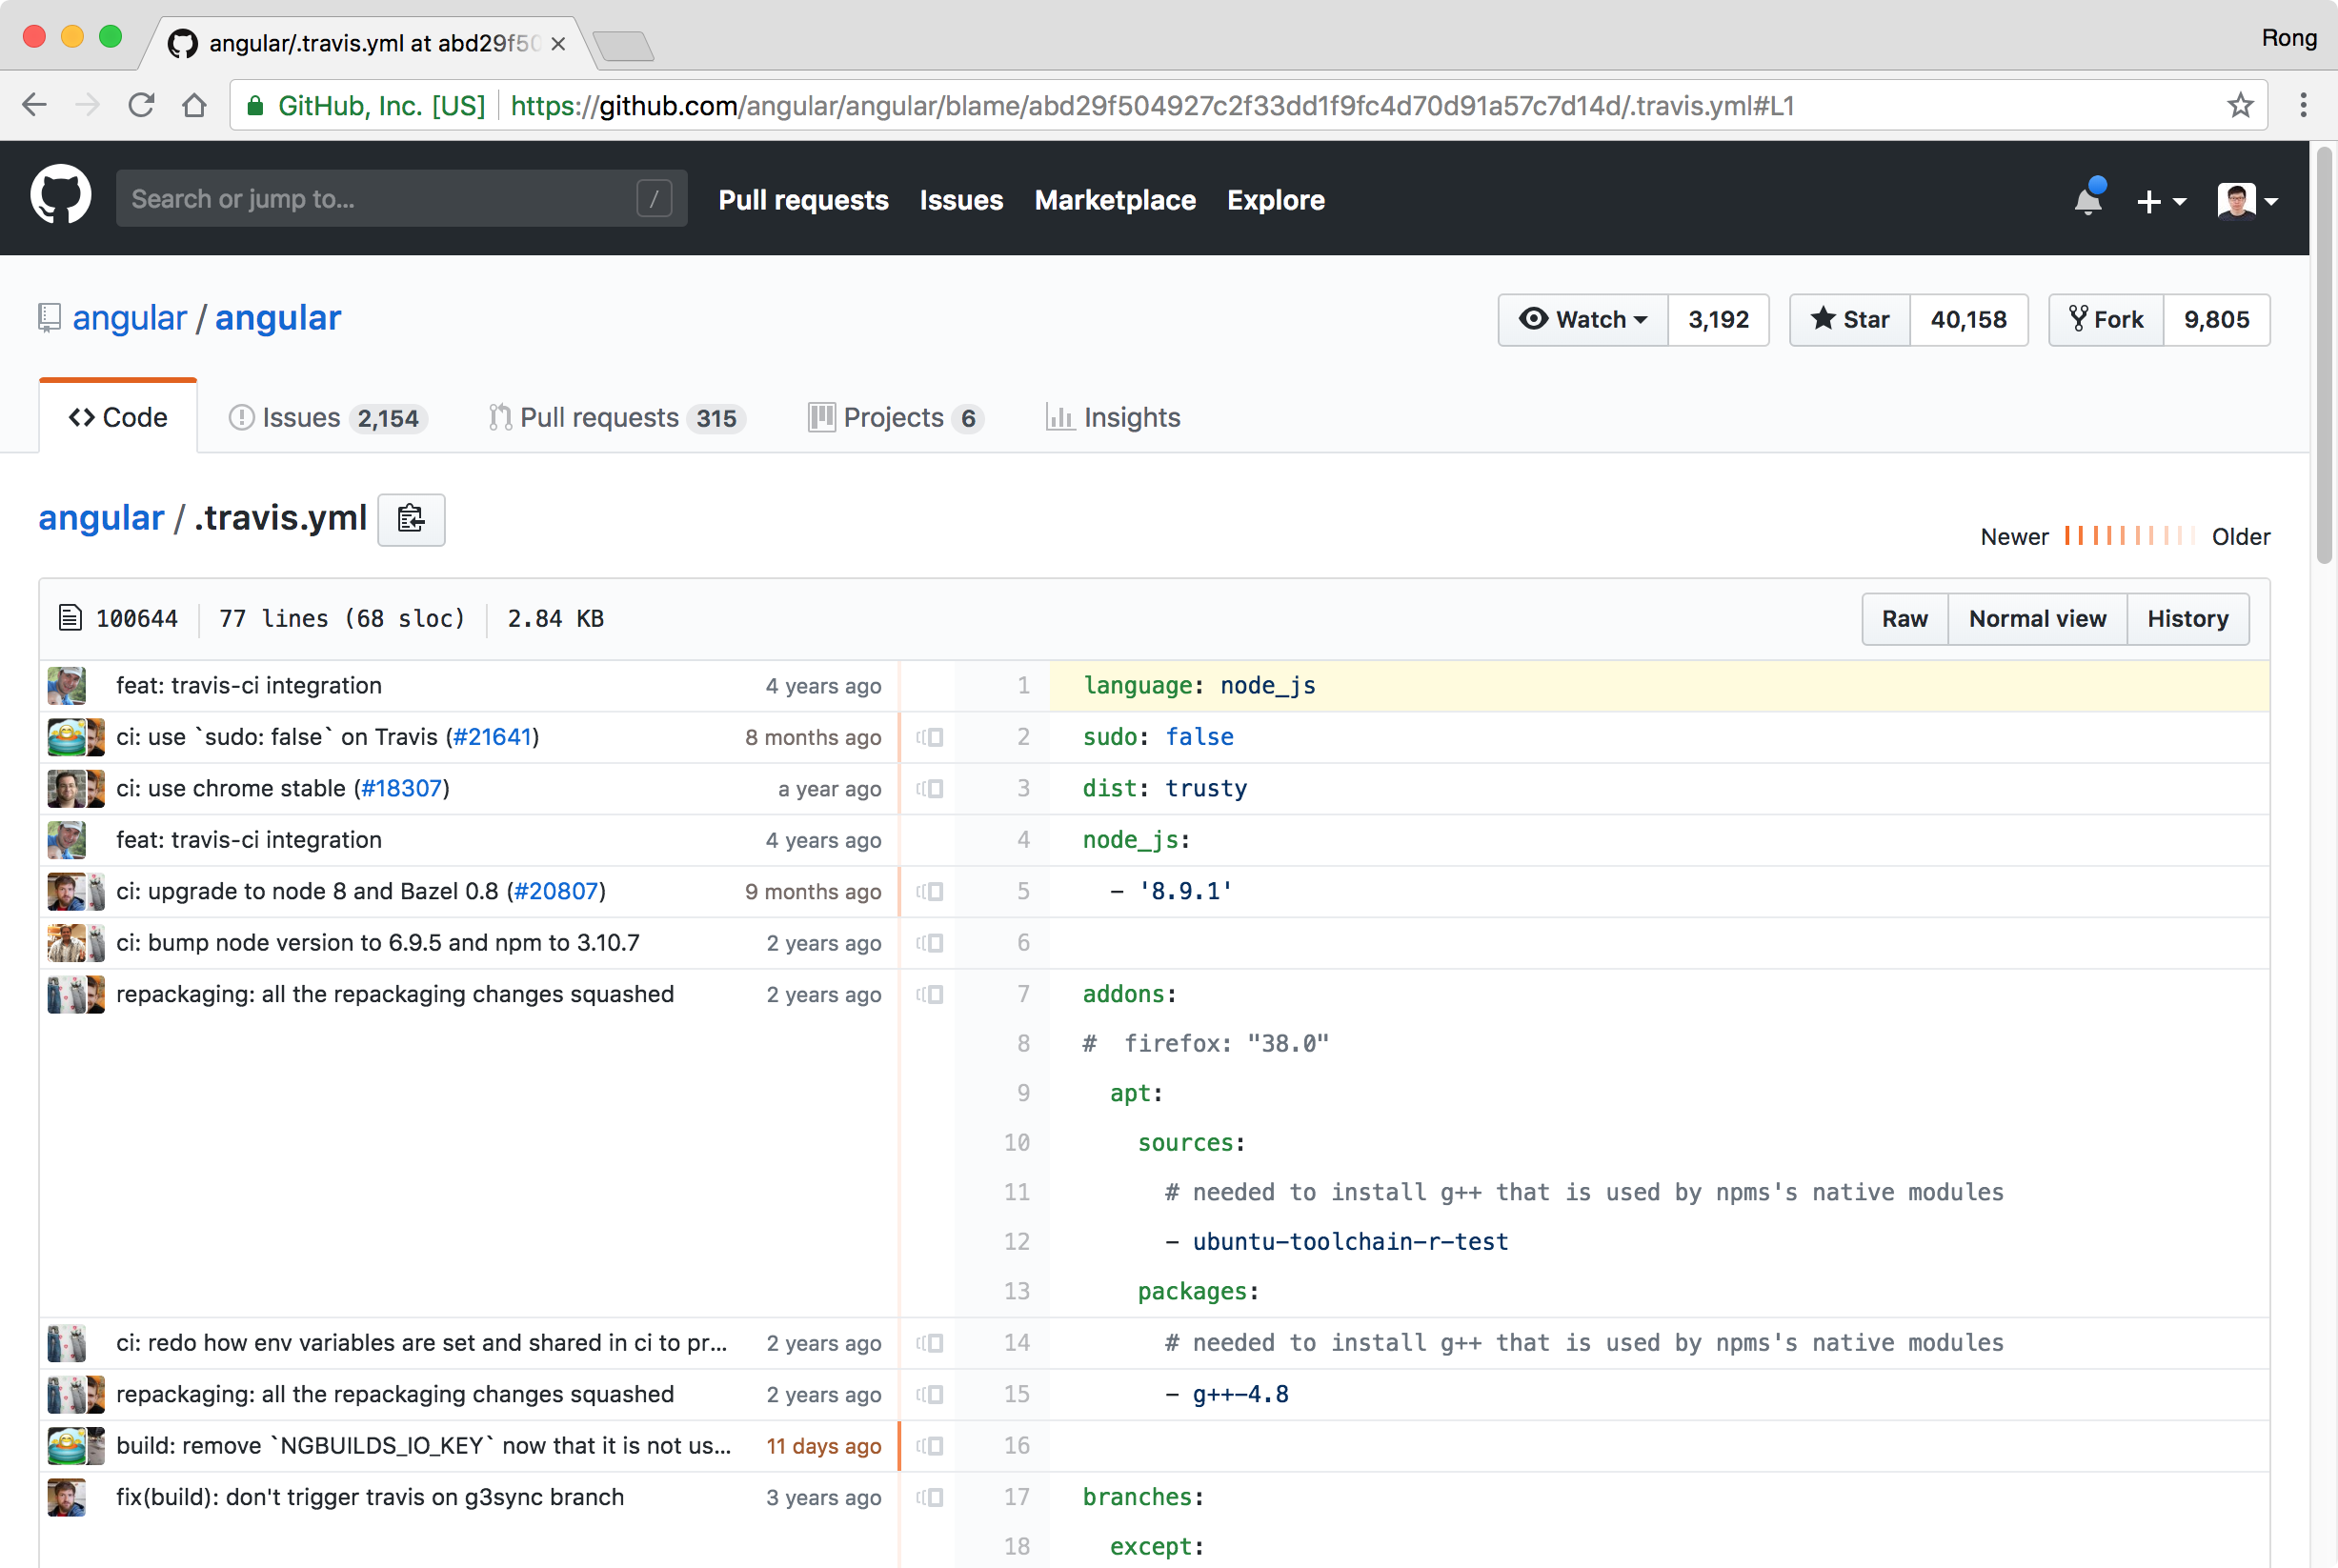 angular/.travis.yml at abd29f50
Rong
GitHub, Inc. [US] https://github.com/angular/angular/blame/abd29f504927c2f33dd1f9fc4d70d91a57c7d14d/.travis.yml#L1
Search or jump to... / Pull requests Issues Marketplace Explore
angular / angular Watch 3,192 Star 40,158 Fork 9,805
Code Issues 2,154 Pull requests 315 Projects 6 Insights
angular / .travis.yml
Newer Older
100644 77 lines (68 sloc) 2.84 KB Raw Normal view History
feat: travis-ci integration 4 years ago 1 language: node_js
ci: use `sudo: false` on Travis (#21641) 8 months ago 2 sudo: false
ci: use chrome stable (#18307) a year ago 3 dist: trusty
feat: travis-ci integration 4 years ago 4 node_js:
ci: upgrade to node 8 and Bazel 0.8 (#20807) 9 months ago 5 - '8.9.1'
ci: bump node version to 6.9.5 and npm to 3.10.7 2 years ago 6
repackaging: all the repackaging changes squashed 2 years ago 7 addons:
8 # firefox: "38.0"
9 apt:
10 sources:
11 # needed to install g++ that is used by npms's native modules
12 - ubuntu-toolchain-r-test
13 packages:
ci: redo how env variables are set and shared in ci to pr... 2 years ago 14 # needed to install g++ that is used by npms's native modules
repackaging: all the repackaging changes squashed 2 years ago 15 - g++-4.8
build: remove `NGBUILDS_IO_KEY` now that it is not us... 11 days ago 16
fix(build): don't trigger travis on g3sync branch 3 years ago 17 branches:
18 except: